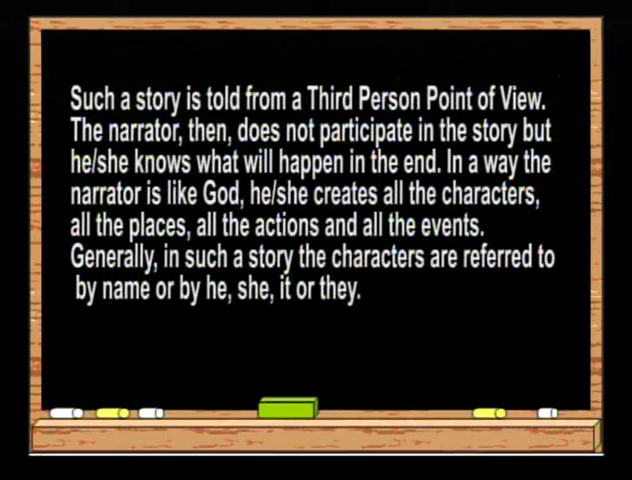 Such a story is told from a Third Person Point of View.
The narrator, then, does not participate in the story but
he/she knows what will happen in the end. In a way the
narrator is like God, he/she creates all the characters,
all the places, all the actions and all the events.
Generally, in such a story the characters are referred to
by name or by he, she, it or they.